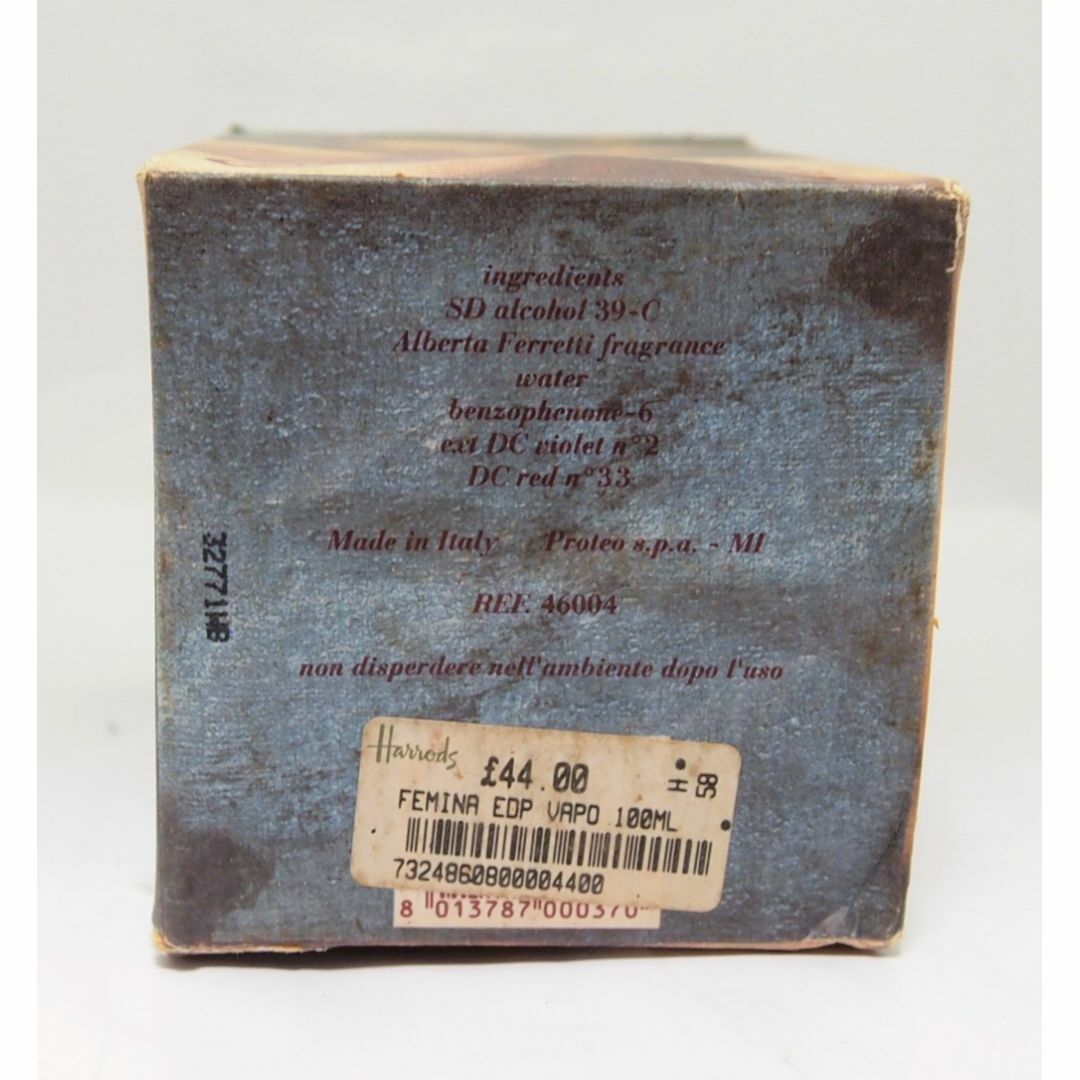 ingredients
SD alcohol 39-C
Alberta Ferretti fragrance
water
benzophenone-6
ext DC violet n°2
DC red n°33
Made in Italy Proteo s.p.a. - MI
REF. 46004
non disperdere nell'ambiente dopo l'uso
327771WB
Harrods
£44.00
H
85
FEMINA EDP VAPO 100ML
7324860800004400
8 013787 000370